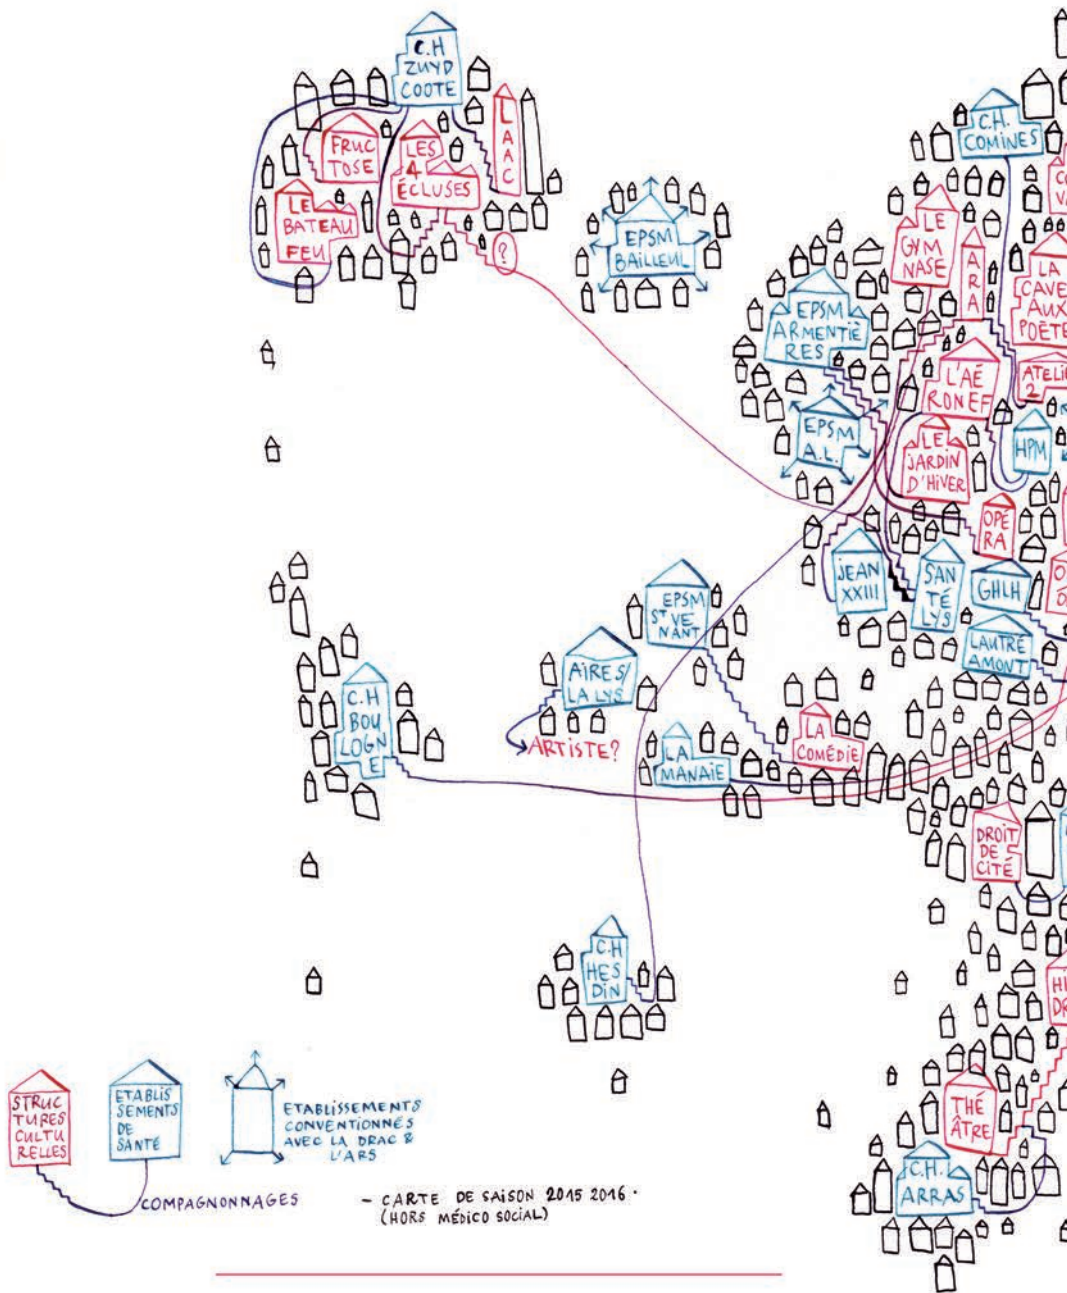 C.H
ZUYD
COOTE
FRUC
TOSE
LES
4
ÉCLUSES
LAAC
LE
BATEAU
FEU
?
EPSM
BAILLEUL
C.H.
COMINES
LE
GYM
NASE
ARA
LA
CAVE
AUX
EPSM
ARMENTIÈ
RES
L'AÉ
RONEF
2
EPSM
A.L.
LE
JARDIN
D'HIVER
HPM
OPÉ
RA
JEAN
XXIII
SAN
TÉ
LYS
GHLH
LAUTRÉ
AMONT
EPSM
ST VE
NANT
AIRES/
LA LYS
ARTISTE?
C.H
BOU
LOGN
E
LA
MANAIE
LA
COMÉDIE
DROIT
DE
CITÉ
C.H
HES
DIN
THÉ
ÂTRE
C.H.
ARRAS
STRUC
TURES
CULTU
RELLES
ETABLIS
SEMENTS
DE
SANTÉ
ETABLISSEMENTS
CONVENTIONNÉS
AVEC LA DRAC &
L'ARS
COMPAGNONNAGES
- CARTE DE SAISON 2015 2016 -
(HORS MÉDICO SOCIAL)